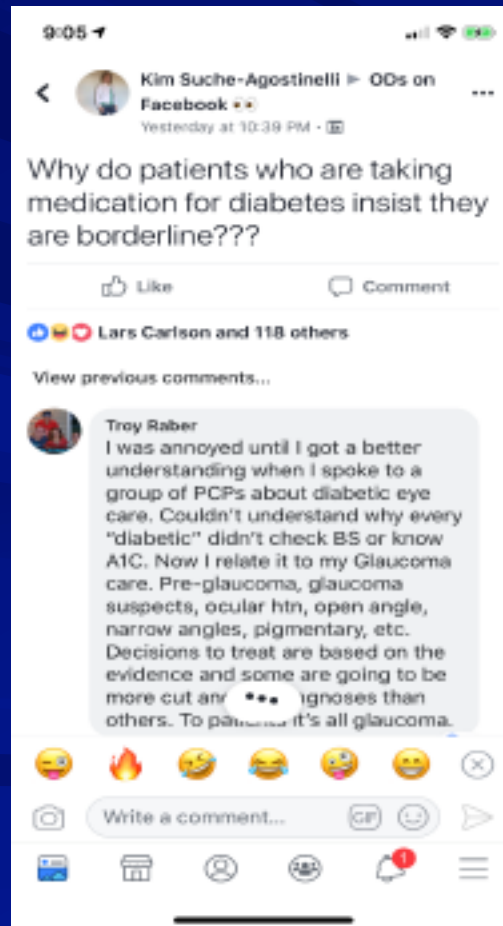 9:05
Kim Suche-Agostinelli ▸ ODs on
Facebook 👀
Yesterday at 10:39 PM ·
Why do patients who are taking
medication for diabetes insist they
are borderline???
Like
Comment
Lars Carlson and 118 others
View previous comments...
Troy Raber
I was annoyed until I got a better
understanding when I spoke to a
group of PCPs about diabetic eye
care. Couldn't understand why every
"diabetic" didn't check BS or know
A1C. Now I relate it to my Glaucoma
care. Pre-glaucoma, glaucoma
suspects, ocular htn, open angle,
narrow angles, pigmentary, etc.
Decisions to treat are based on the
evidence and some are going to be
more cut
others. To it's all glaucoma.
Write a comment...
GIF
1